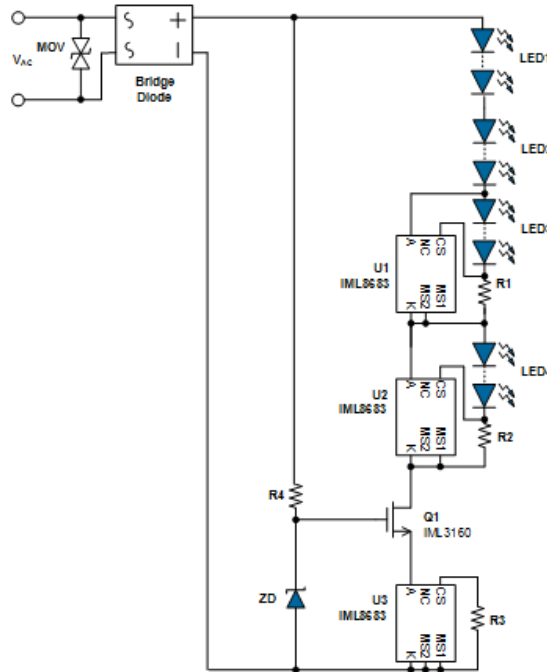 MOV
VAC
S
S
+
−
Bridge
Diode
LED1
LED2
LED3
A
NC
CS
U1
IML8683
K
MS2
MS1
R1
A
NC
CS
U2
IML8683
K
MS2
MS1
LED4
R2
R4
Q1
IML3160
ZD
A
NC
CS
U3
IML8683
K
MS2
MS1
R3